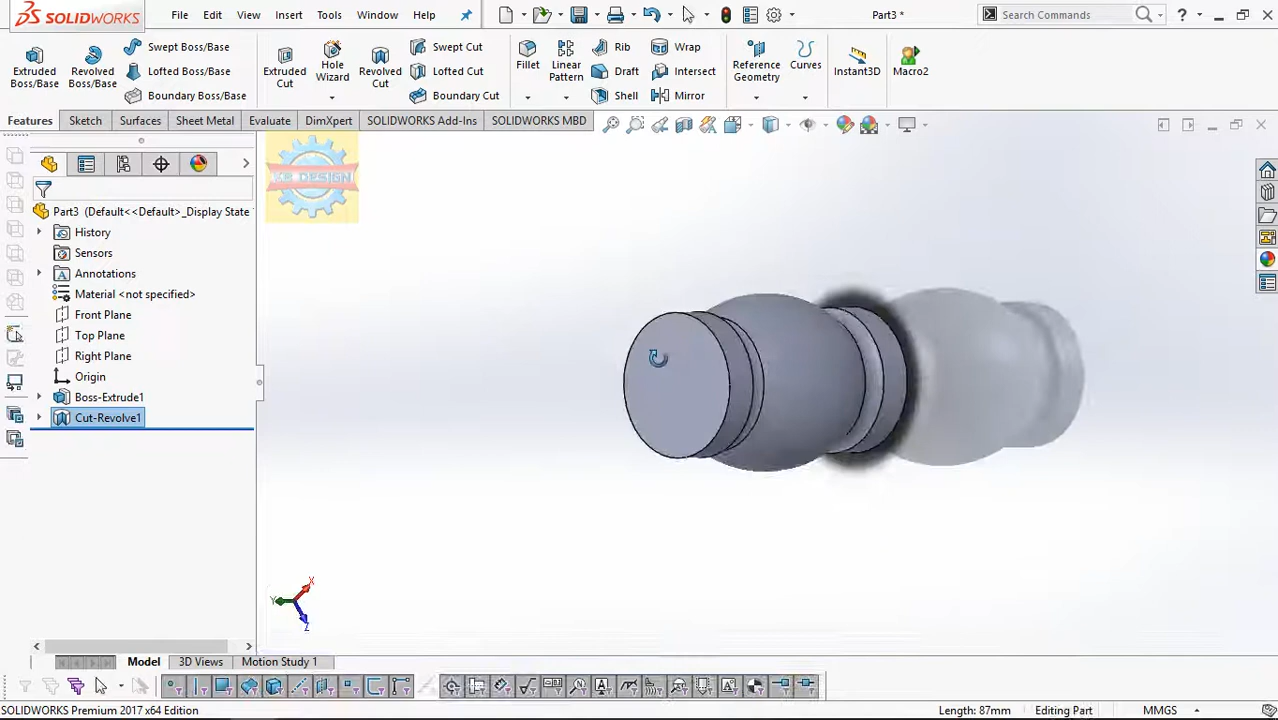 SOLIDWORKS
File Edit View Insert Tools Window Help
Part3 *
Search Commands
Extruded Boss/Base
Revolved Boss/Base
Swept Boss/Base
Lofted Boss/Base
Boundary Boss/Base
Extruded Cut
Hole Wizard
Revolved Cut
Swept Cut
Lofted Cut
Boundary Cut
Fillet
Linear Pattern
Rib
Draft
Shell
Wrap
Intersect
Mirror
Reference Geometry
Curves
Instant3D
Macro2
Features Sketch Surfaces Sheet Metal Evaluate DimXpert SOLIDWORKS Add-Ins SOLIDWORKS MBD
Part3 (Default<<Default>_Display State
History
Sensors
Annotations
Material <not specified>
Front Plane
Top Plane
Right Plane
Origin
Boss-Extrude1
Cut-Revolve1
X
Y
Z
Model 3D Views Motion Study 1
SOLIDWORKS Premium 2017 x64 Edition
Length: 87mm Editing Part MMGS